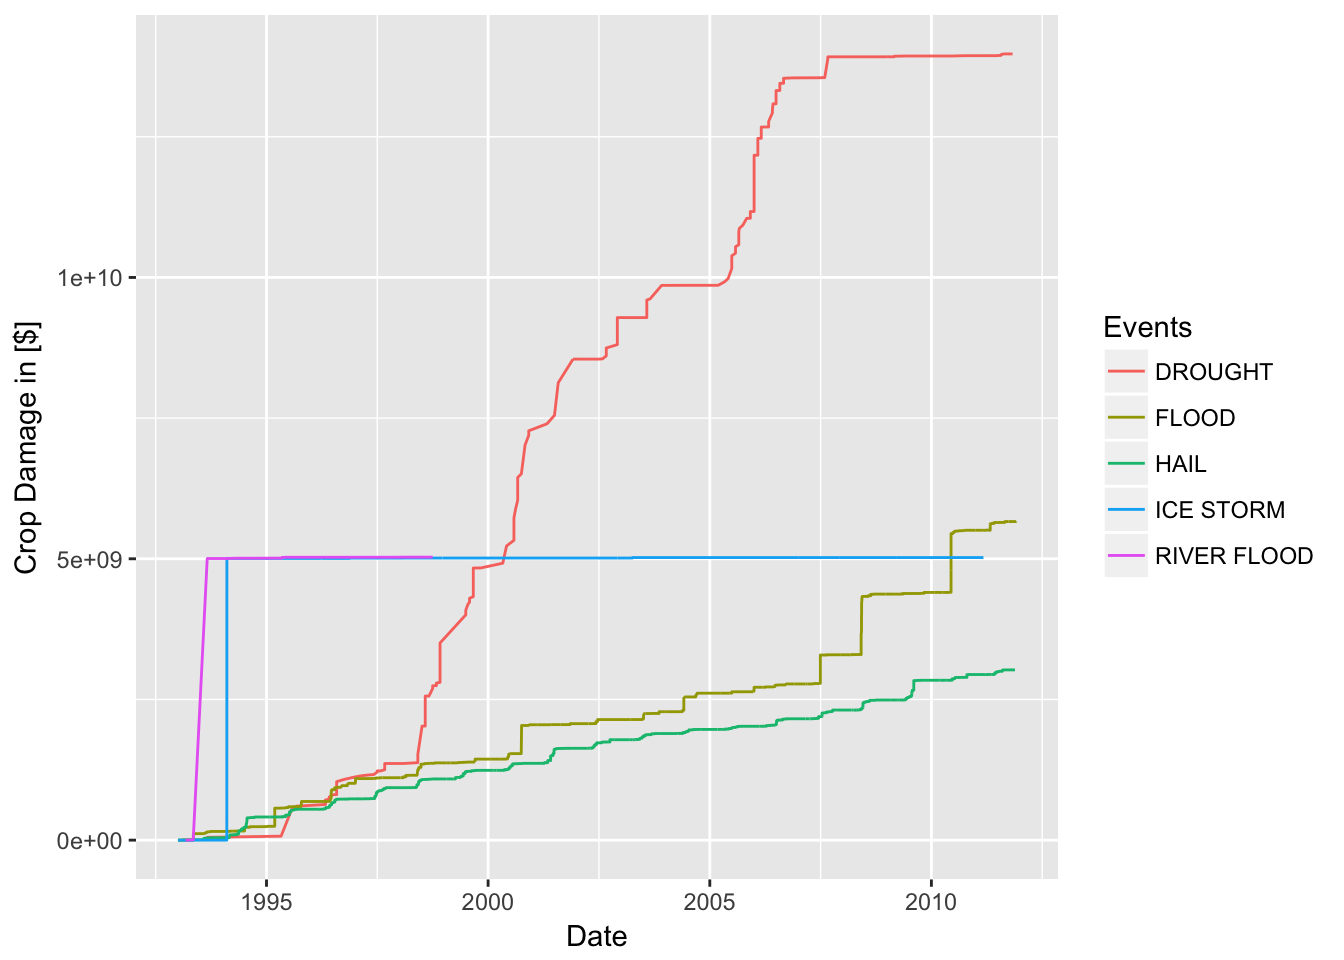 Crop Damage in [$]
1e+10
5e+09
0e+00
1995
2000
2005
2010
Date
Events
DROUGHT
FLOOD
HAIL
ICE STORM
RIVER FLOOD